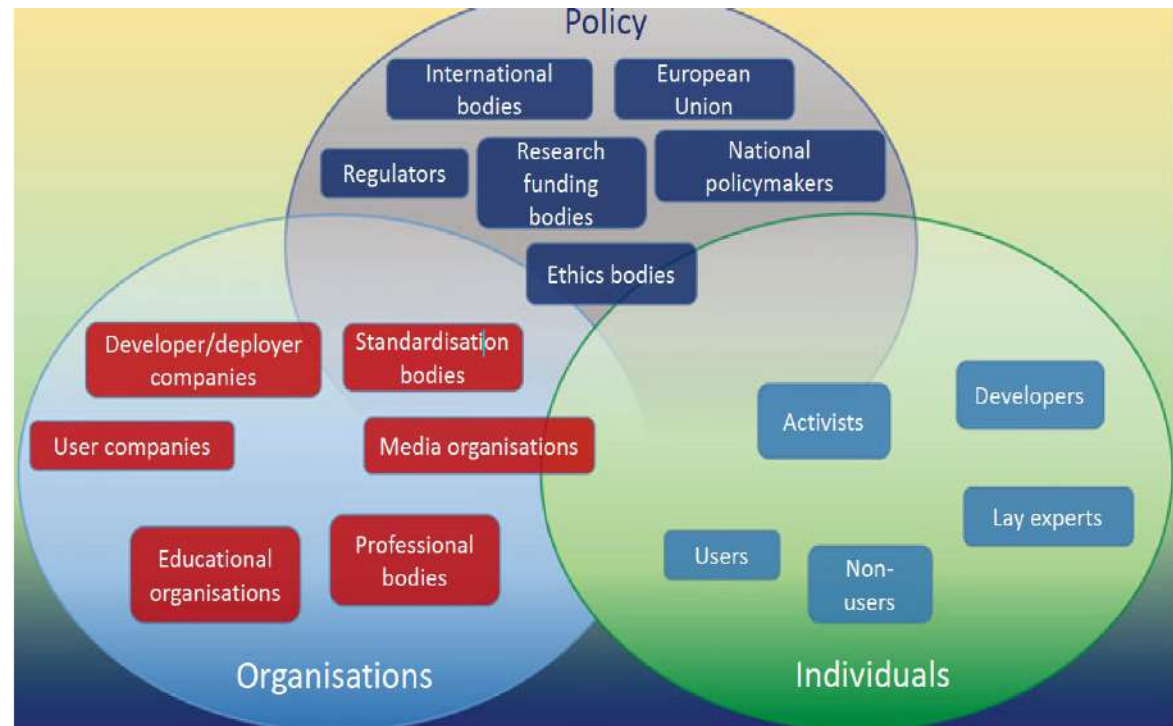 Policy
International
bodies
European
Union
Regulators
Research
funding
bodies
National
policymakers
Ethics bodies
Developer/deployer
companies
Standardisation
bodies
User companies
Media organisations
Educational
organisations
Professional
bodies
Activists
Developers
Lay experts
Users
Non-
users
Organisations
Individuals